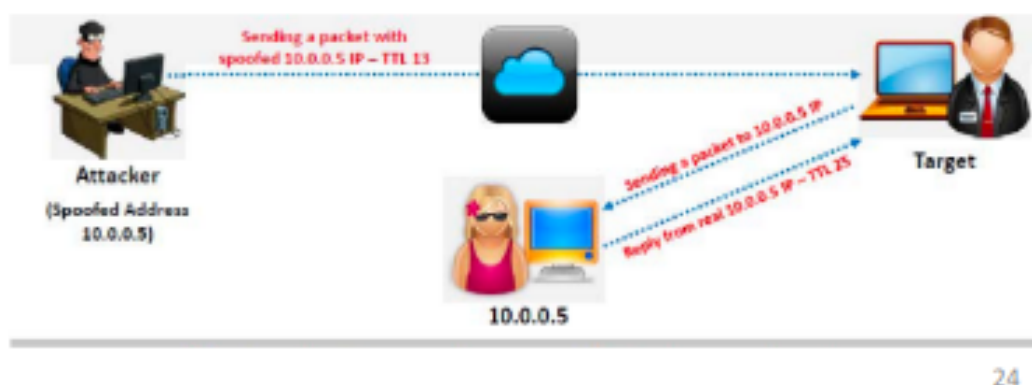 Sending a packet with
spoofed 10.0.0.5 IP – TTL 13
Attacker
(Spoofed Address
10.0.0.5)
Target
Sending a packet to 10.0.0.5 IP
Reply from real 10.0.0.5 IP – TTL 25
10.0.0.5
24